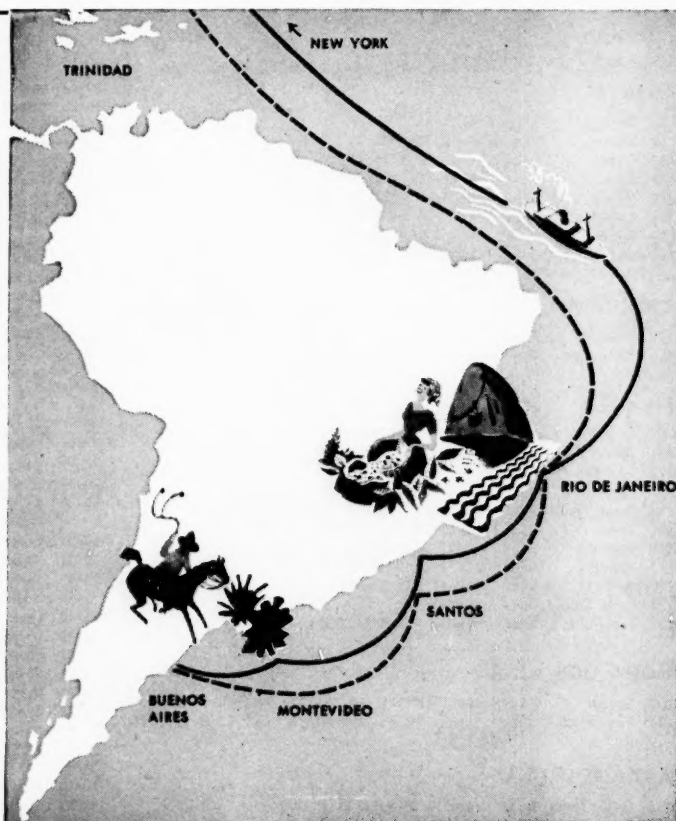 NEW YORK
TRINIDAD
RIO DE JANEIRO
SANTOS
BUENOS
AIRES
MONTEVIDEO